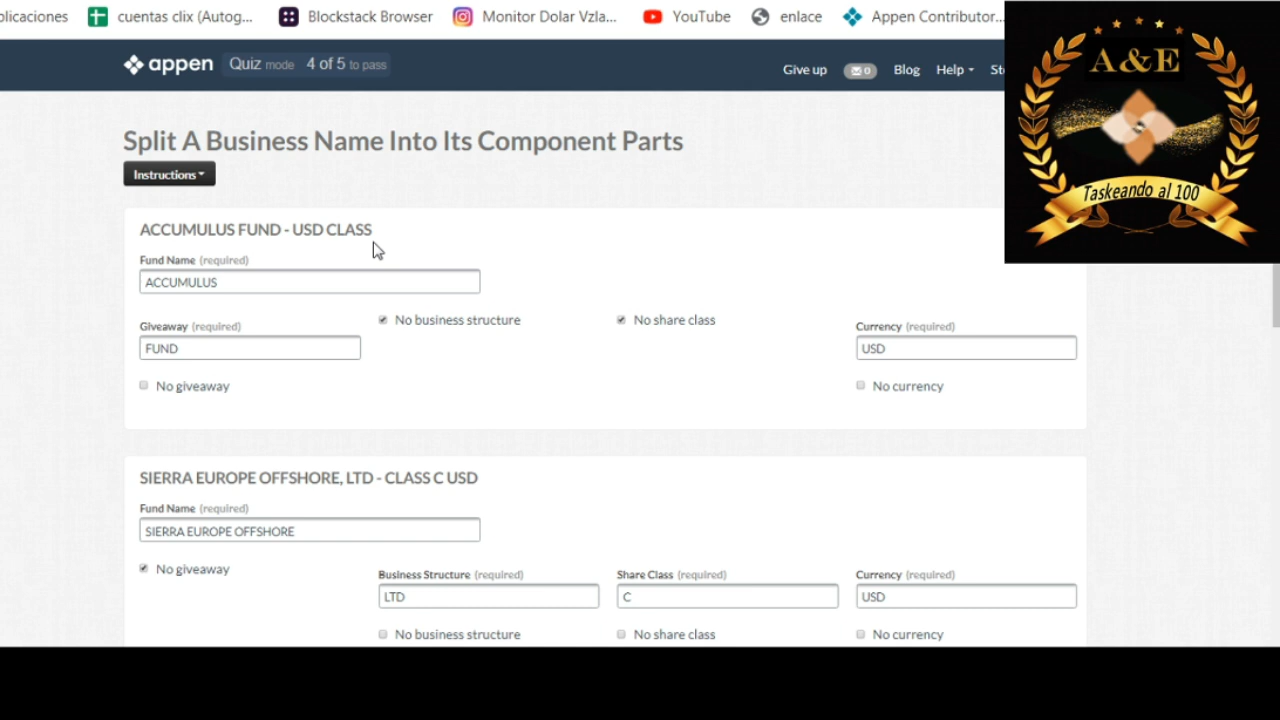 plicaciones cuentas clix (Autog... Blockstack Browser Monitor Dolar Vzla... YouTube enlace Appen Contributor...
appen Quiz mode 4 of 5 to pass Give up 0 Blog Help St
A&E
Taskeando al 100
Split A Business Name Into Its Component Parts
Instructions
ACCUMULUS FUND - USD CLASS
Fund Name (required)
ACCUMULUS
Giveaway (required) No business structure No share class Currency (required)
FUND USD
No giveaway No currency
SIERRA EUROPE OFFSHORE, LTD - CLASS C USD
Fund Name (required)
SIERRA EUROPE OFFSHORE
No giveaway Business Structure (required) Share Class (required) Currency (required)
LTD C USD
No business structure No share class No currency